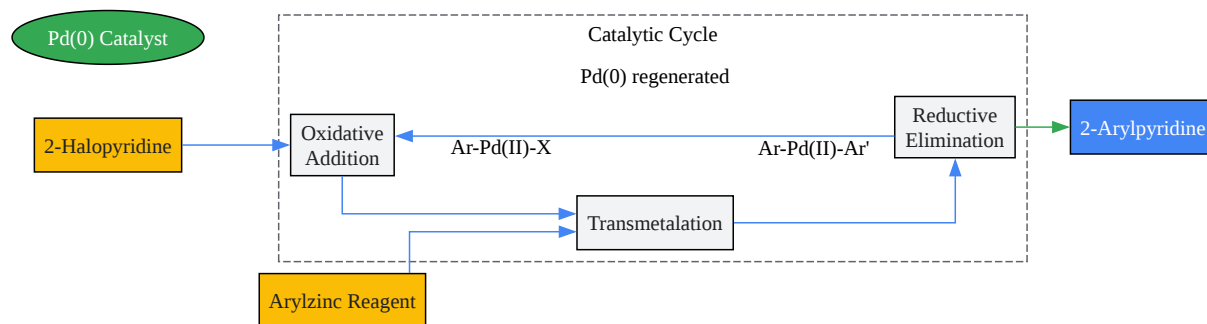 Pd(0) Catalyst
Catalytic Cycle
Pd(0) regenerated
2-Halopyridine
Oxidative
Addition
Ar-Pd(II)-X
Ar-Pd(II)-Ar'
Reductive
Elimination
2-Arylpyridine
Transmetalation
Arylzinc Reagent